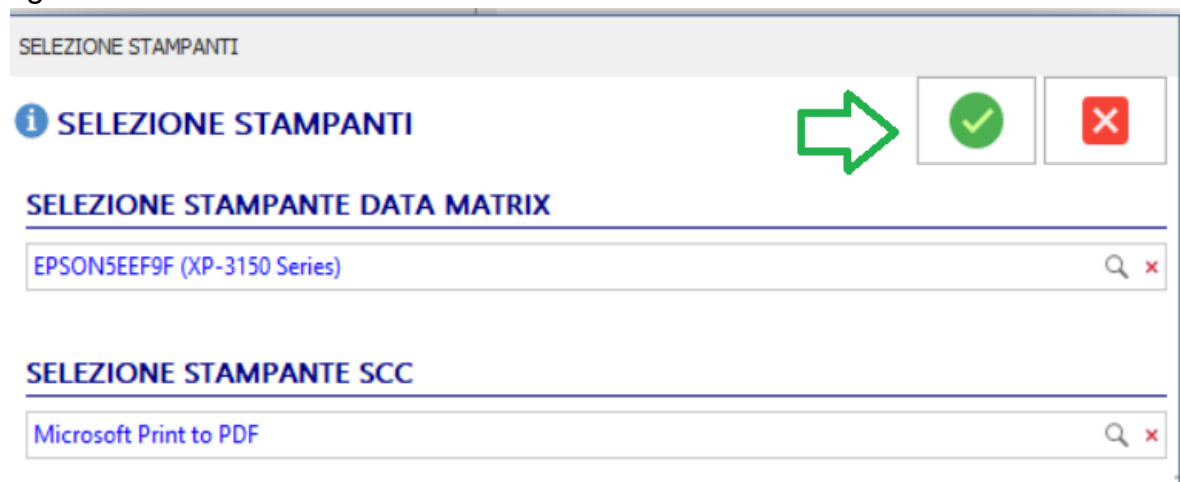 SELEZIONE STAMPANTI
SELEZIONE STAMPANTI
SELEZIONE STAMPANTE DATA MATRIX
EPSON5EEF9F (XP-3150 Series)
SELEZIONE STAMPANTE SCC
Microsoft Print to PDF